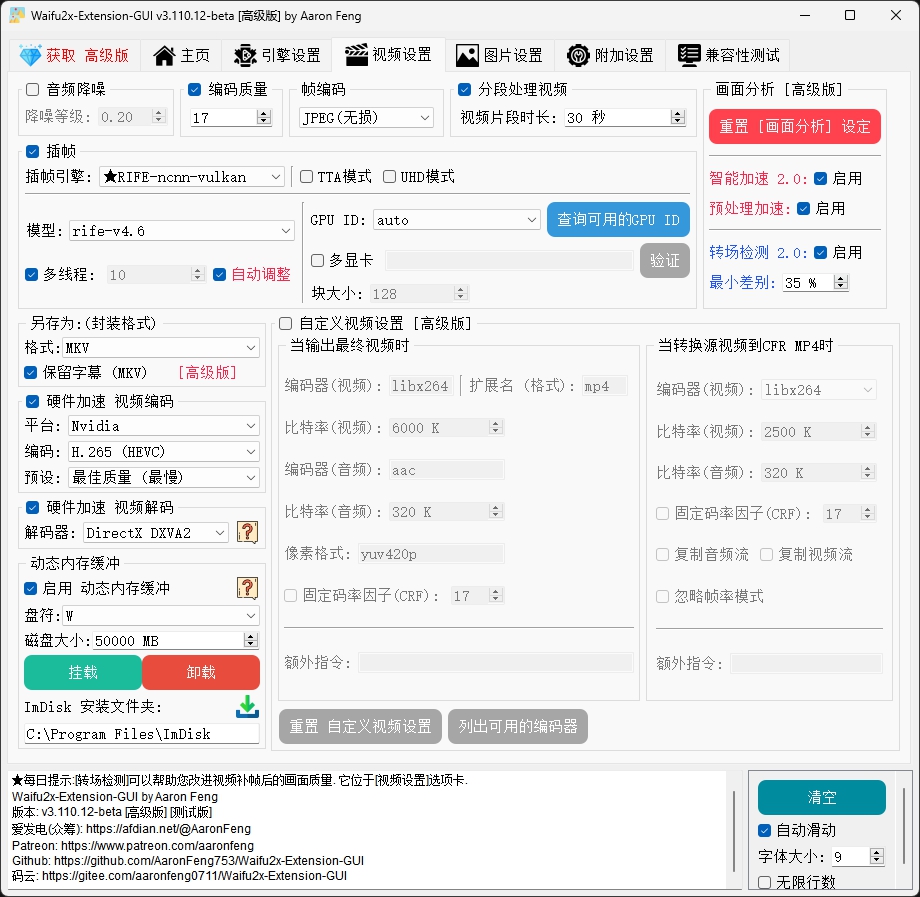 Waifu2x-Extension-GUI v3.110.12-beta [高级版] by Aaron Feng
获取 高级版
主页
引擎设置
视频设置
图片设置
附加设置
兼容性测试
音频降噪
降噪等级: 0.20
编码质量
17
帧编码
JPEG(无损)
分段处理视频
视频片段时长: 30 秒
画面分析 [高级版]
重置 [画面分析] 设定
智能加速 2.0: 启用
预处理加速: 启用
转场检测 2.0: 启用
最小差别: 35 %
插帧
插帧引擎: ★RIFE-ncnn-vulkan
TTA模式
UHD模式
模型: rife-v4.6
多线程: 10
自动调整
GPU ID: auto
查询可用的GPU ID
多显卡
验证
块大小: 128
另存为:(封装格式)
格式: MKV
保留字幕 (MKV) [高级版]
硬件加速 视频编码
平台: Nvidia
编码: H.265 (HEVC)
预设: 最佳质量 (最慢)
硬件加速 视频解码
解码器: DirectX DXVA2
动态内存缓冲
启用 动态内存缓冲
盘符: W
磁盘大小: 50000 MB
挂载
卸载
ImDisk 安装文件夹:
C:\Program Files\ImDisk
自定义视频设置 [高级版]
当输出最终视频时
编码器(视频): libx264
扩展名 (格式): mp4
比特率(视频): 6000 K
编码器(音频): aac
比特率(音频): 320 K
像素格式: yuv420p
固定码率因子(CRF): 17
额外指令:
当转换源视频到CFR MP4时
编码器(视频): libx264
比特率(视频): 2500 K
比特率(音频): 320 K
固定码率因子(CRF): 17
复制音频流
复制视频流
忽略帧率模式
额外指令:
重置 自定义视频设置
列出可用的编码器
★每日提示:[转场检测]可以帮助您改进视频补帧后的画面质量. 它位于[视频设置]选项卡.
Waifu2x-Extension-GUI by Aaron Feng
版本: v3.110.12-beta [高级版] [测试版]
爱发电(众筹): https://afdian.net/@AaronFeng
Patreon: https://www.patreon.com/aaronfeng
Github: https://github.com/AaronFeng753/Waifu2x-Extension-GUI
码云: https://gitee.com/aaronfeng0711/Waifu2x-Extension-GUI
清空
自动滑动
字体大小: 9
无限行数